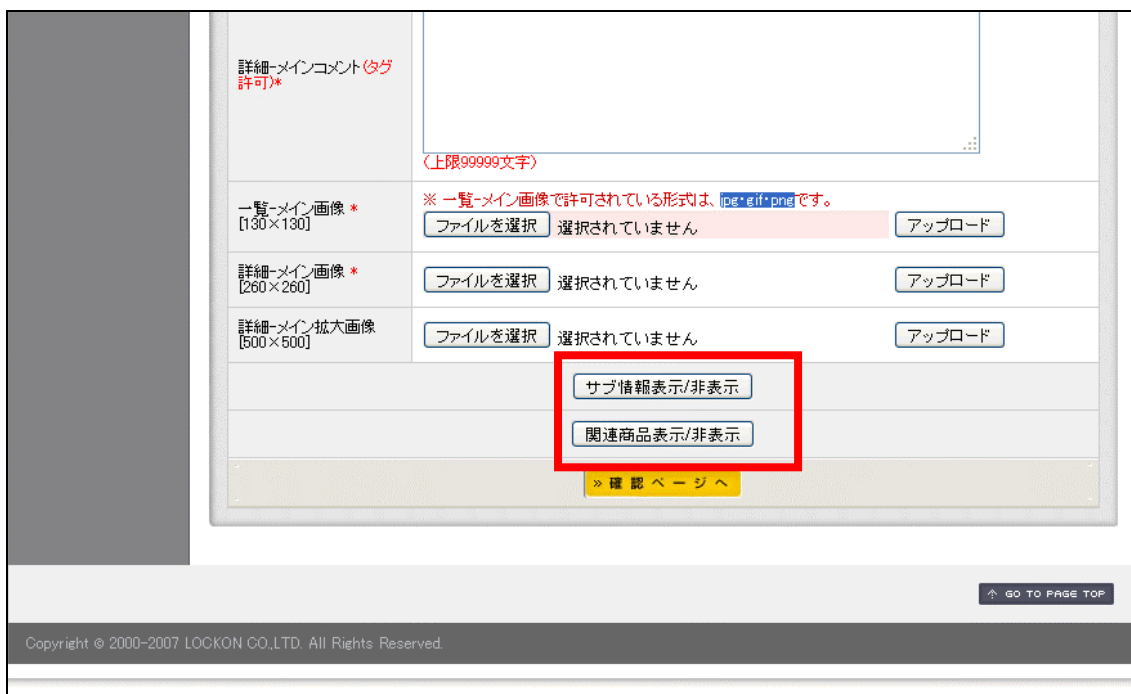 詳細-メインコメント(タグ
許可)*
(上限99999文字)
※ 一覧-メイン画像で許可されている形式は、jpg・gif・pngです。
一覧-メイン画像 *
[130×130]
ファイルを選択 選択されていません アップロード
詳細-メイン画像 *
[260×260]
ファイルを選択 選択されていません アップロード
詳細-メイン拡大画像
[500×500]
ファイルを選択 選択されていません アップロード
サブ情報表示/非表示
関連商品表示/非表示
» 確認ページへ
↑ GO TO PAGE TOP
Copyright © 2000-2007 LOCKON CO.,LTD. All Rights Reserved.